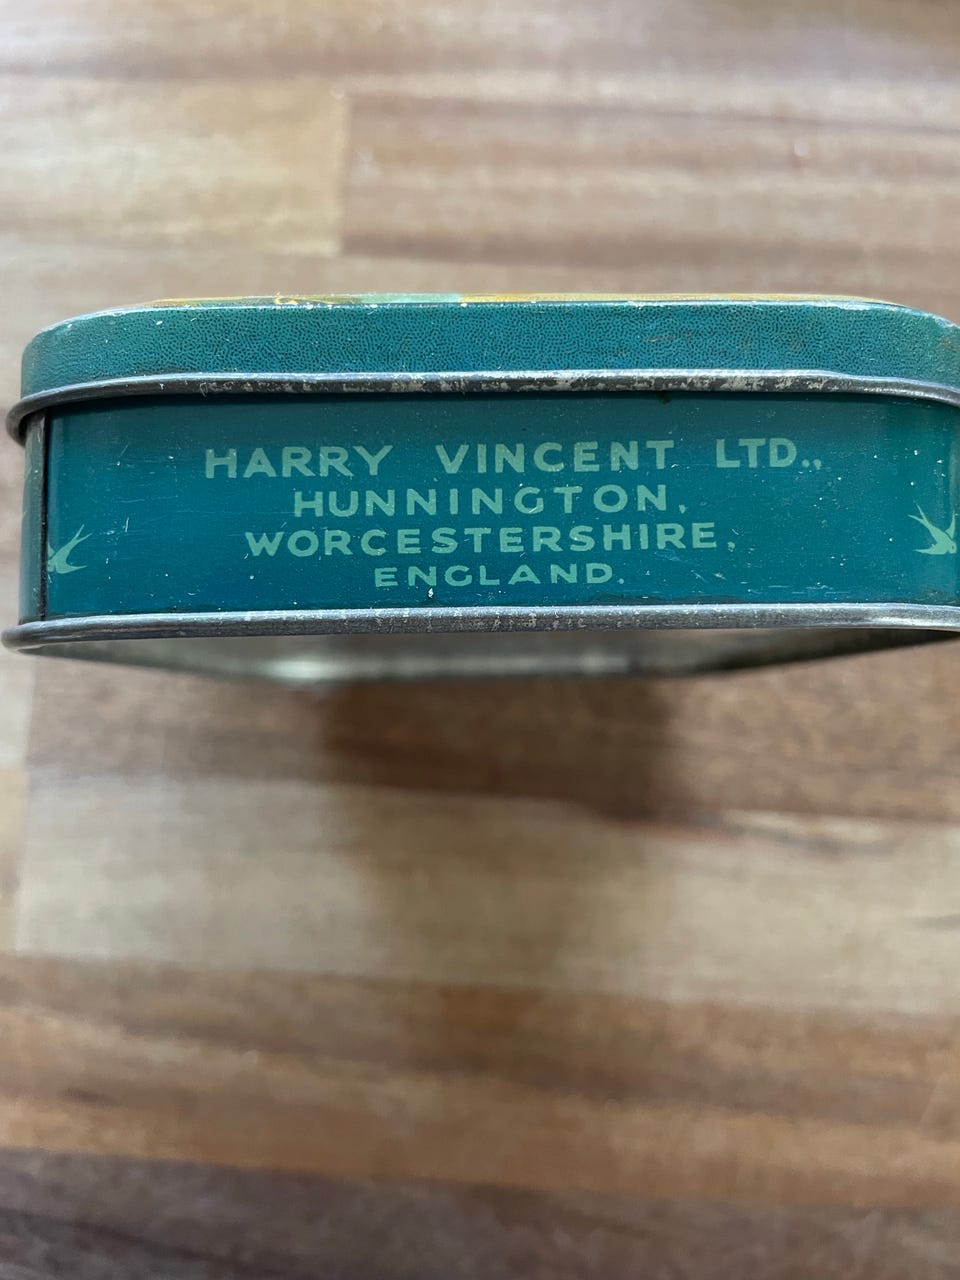 HARRY VINCENT LTD.,
HUNNINGTON,
WORCESTERSHIRE,
ENGLAND.